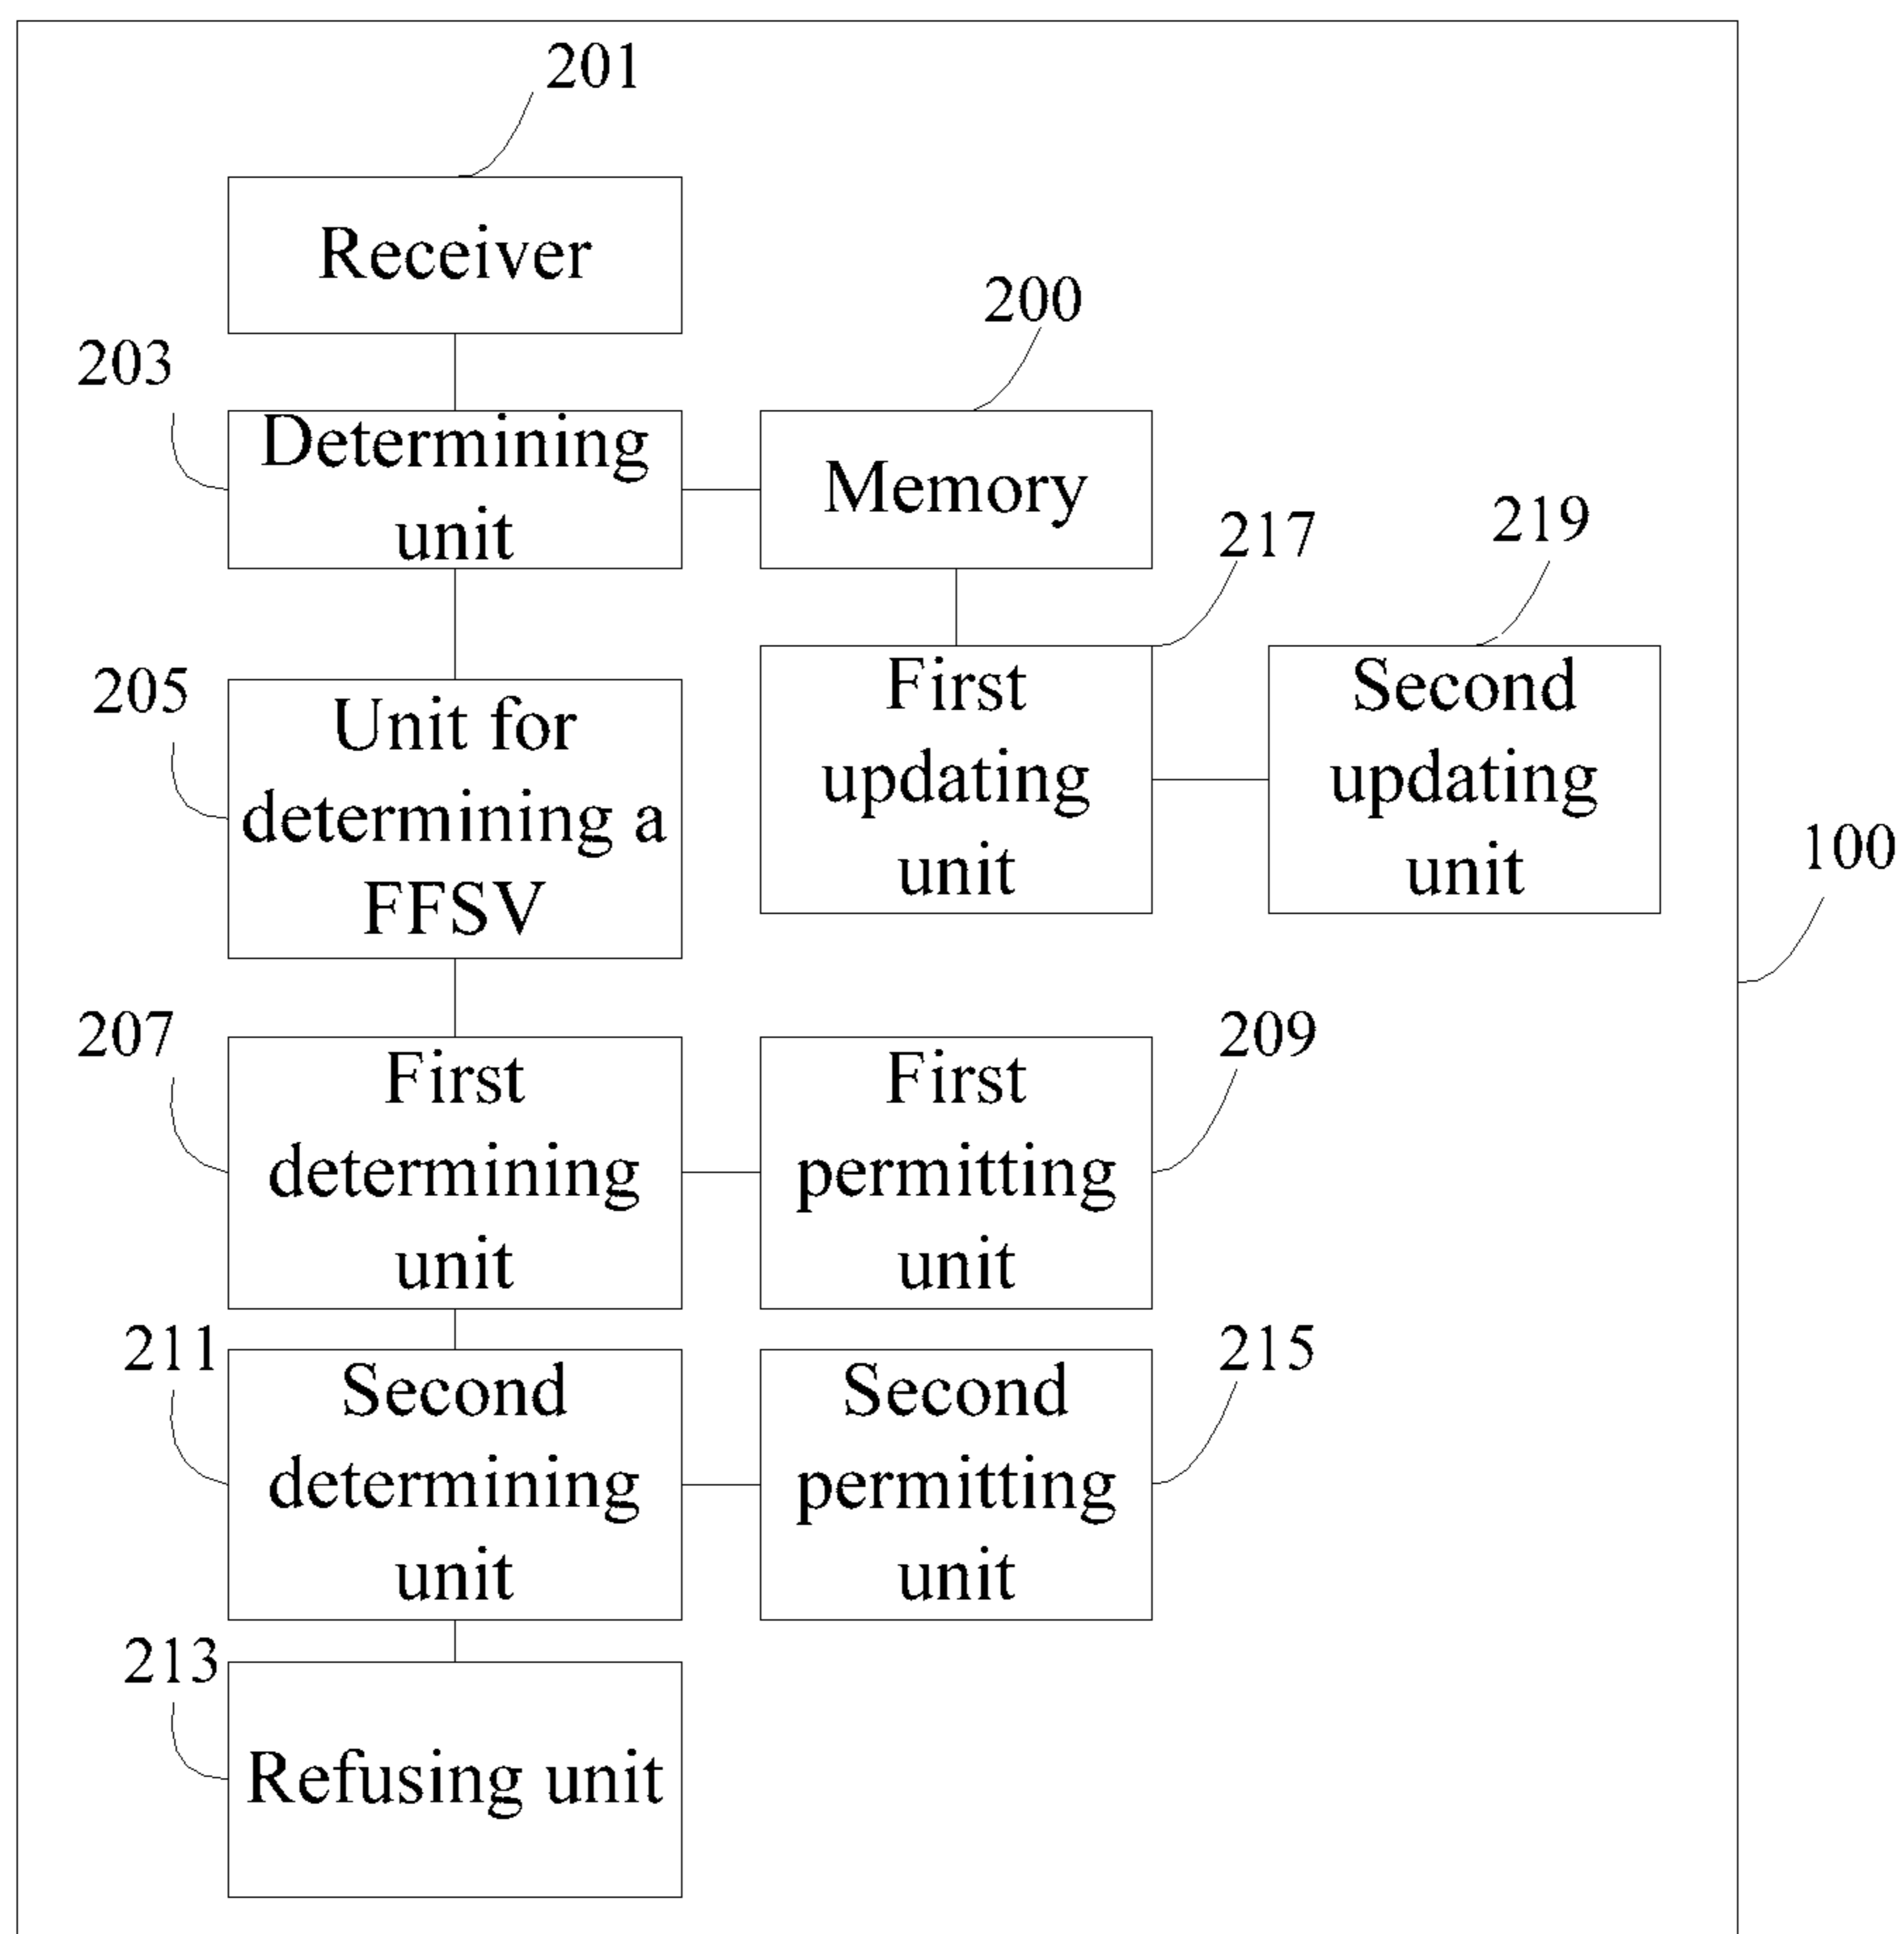 201
Receiver
200
203
Determining
unit
Memory
217
219
205
Unit for
determining a
FFSV
First
updating
unit
Second
updating
unit
100
207
First
determining
unit
First
permitting
unit
209
211
Second
determining
unit
Second
permitting
unit
215
213
Refusing unit